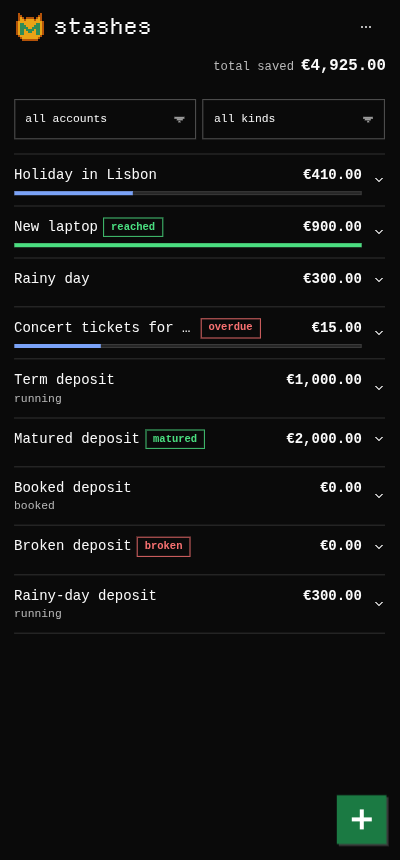 stashes ...
total saved €4,925.00
all accounts all kinds
Holiday in Lisbon €410.00
New laptop reached €900.00
Rainy day €300.00
Concert tickets for … overdue €15.00
Term deposit €1,000.00
running
Matured deposit matured €2,000.00
Booked deposit €0.00
booked
Broken deposit broken €0.00
Rainy-day deposit €300.00
running
+